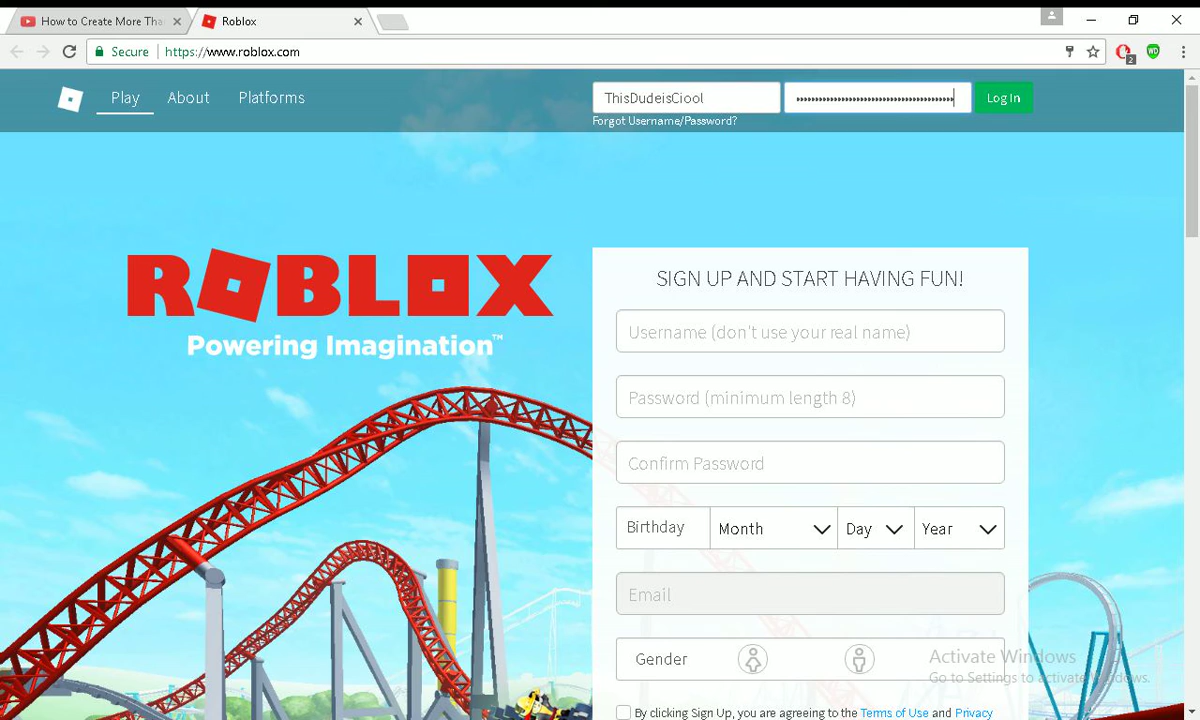 How to Create More Tha
Roblox
Secure
https://www.roblox.com
2
WD
Play
About
Platforms
ThisDudeisCiool
Log In
Forgot Username/Password?
ROBLOX
Powering Imagination™
SIGN UP AND START HAVING FUN!
Username (don't use your real name)
Password (minimum length 8)
Confirm Password
Birthday Month Day Year
Email
Gender
Activate Windows
Go to Settings to activate Windows.
By clicking Sign Up, you are agreeing to the Terms of Use and Privacy